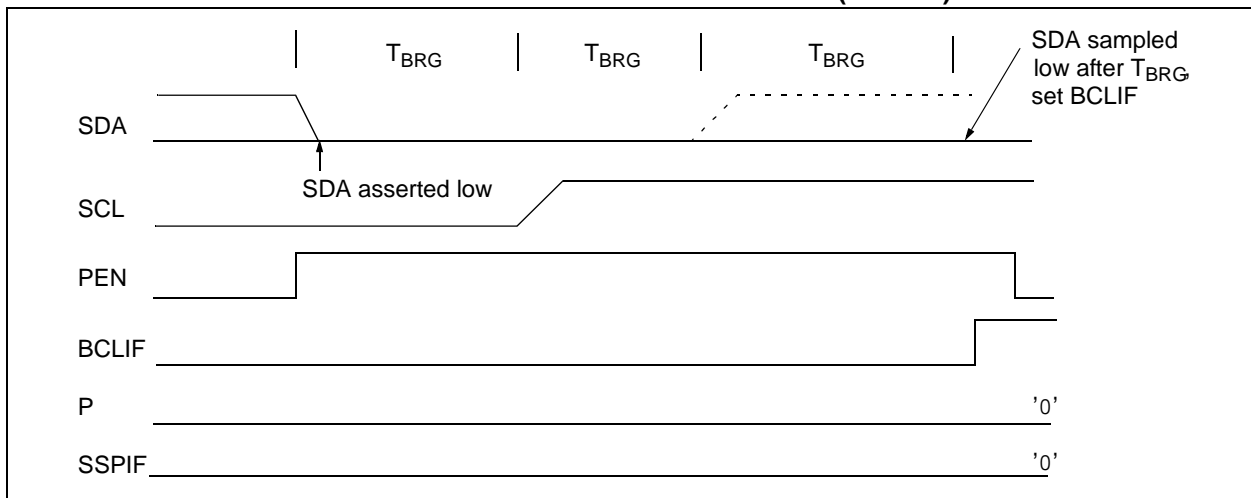 TBRG TBRG TBRG
SDA sampled
low after TBRG,
set BCLIF
SDA
SDA asserted low
SCL
PEN
BCLIF
P '0'
SSPIF '0'